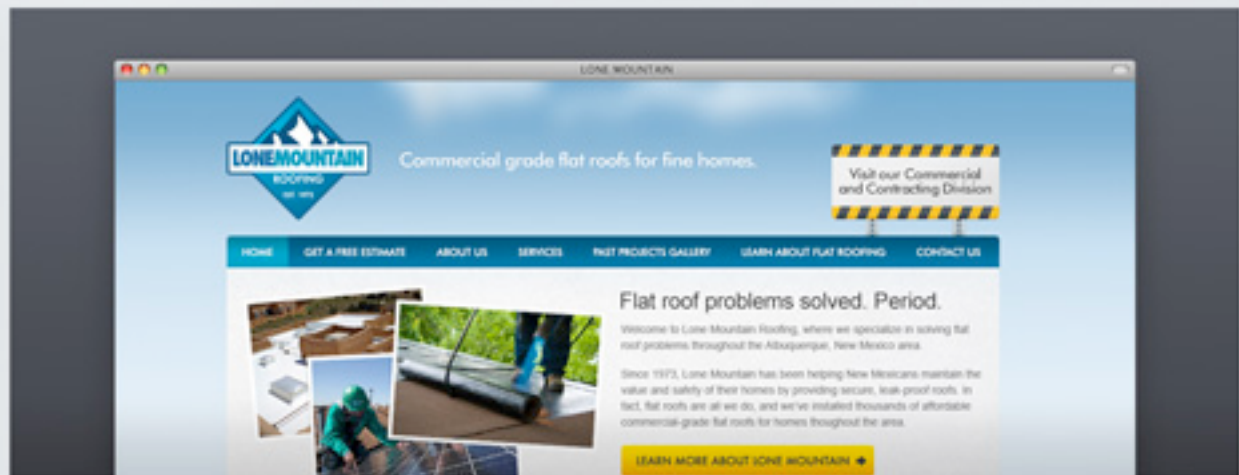 LONE MOUNTAIN
LONEMOUNTAIN
ROOFING
Commercial grade flat roofs for fine homes.
Visit our Commercial
and Contracting Division
HOME GET A FREE ESTIMATE ABOUT US SERVICES PAST PROJECTS GALLERY LEARN ABOUT FLAT ROOFING CONTACT US
Flat roof problems solved. Period.
Welcome to Lone Mountain Roofing, where we specialize in solving flat
roof problems throughout the Albuquerque, New Mexico area.
Since 1973, Lone Mountain has been helping New Mexicans maintain the
value and safety of their homes by providing secure, leak-proof roofs. In
fact, flat roofs are all we do, and we've installed thousands of affordable
commercial-grade flat roofs for homes thoughout the area.
LEARN MORE ABOUT LONE MOUNTAIN